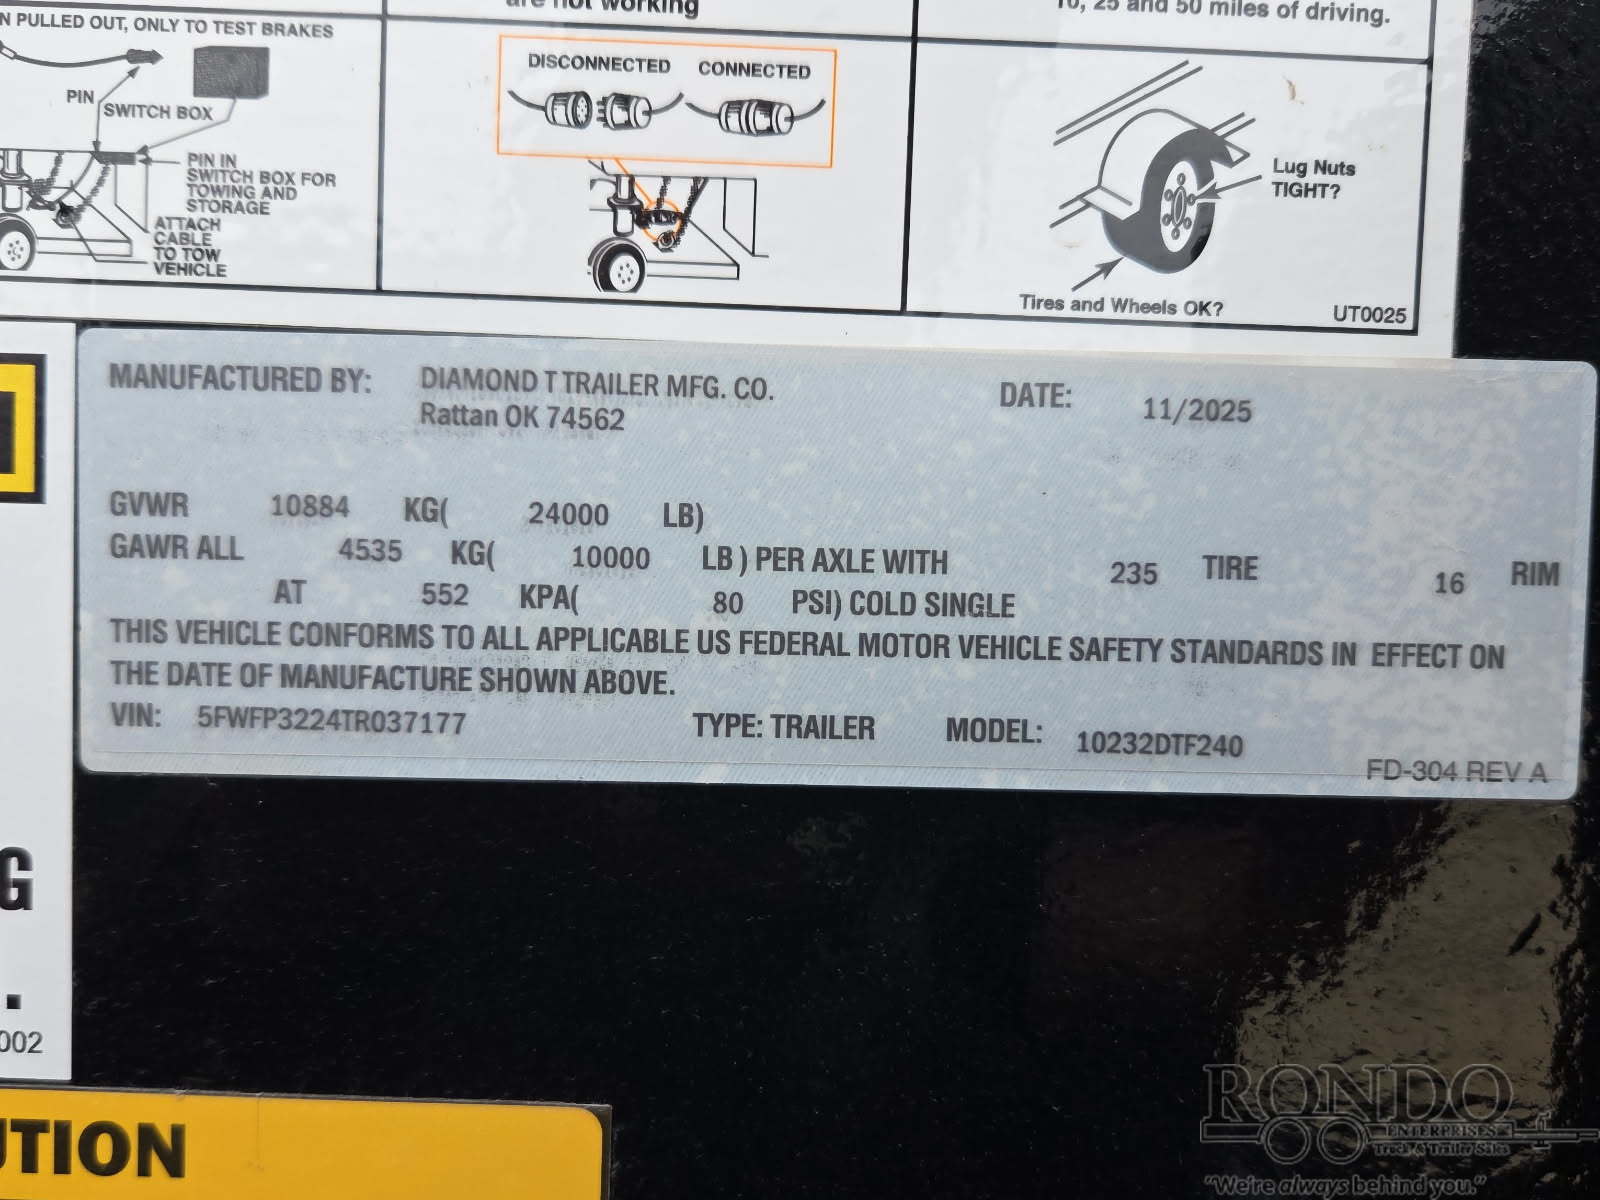 are not working
10, 25 and 50 miles of driving.
N PULLED OUT, ONLY TO TEST BRAKES
PIN
SWITCH BOX
PIN IN
SWITCH BOX FOR
TOWING AND
STORAGE
ATTACH
CABLE
TO TOW
VEHICLE
DISCONNECTED CONNECTED
Lug Nuts
TIGHT?
Tires and Wheels OK?
UT0025
MANUFACTURED BY: DIAMOND T TRAILER MFG. CO. DATE: 11/2025
Rattan OK 74562
GVWR 10884 KG( 24000 LB)
GAWR ALL 4535 KG( 10000 LB ) PER AXLE WITH 235 TIRE 16 RIM
AT 552 KPA( 80 PSI) COLD SINGLE
THIS VEHICLE CONFORMS TO ALL APPLICABLE US FEDERAL MOTOR VEHICLE SAFETY STANDARDS IN EFFECT ON
THE DATE OF MANUFACTURE SHOWN ABOVE.
VIN: 5FWFP3224TR037177 TYPE: TRAILER MODEL: 10232DTF240
FD-304 REV A
G
.
002
UTION
RONDO
ENTERPRISES
Truck & Trailer Sales
"We're always behind you."